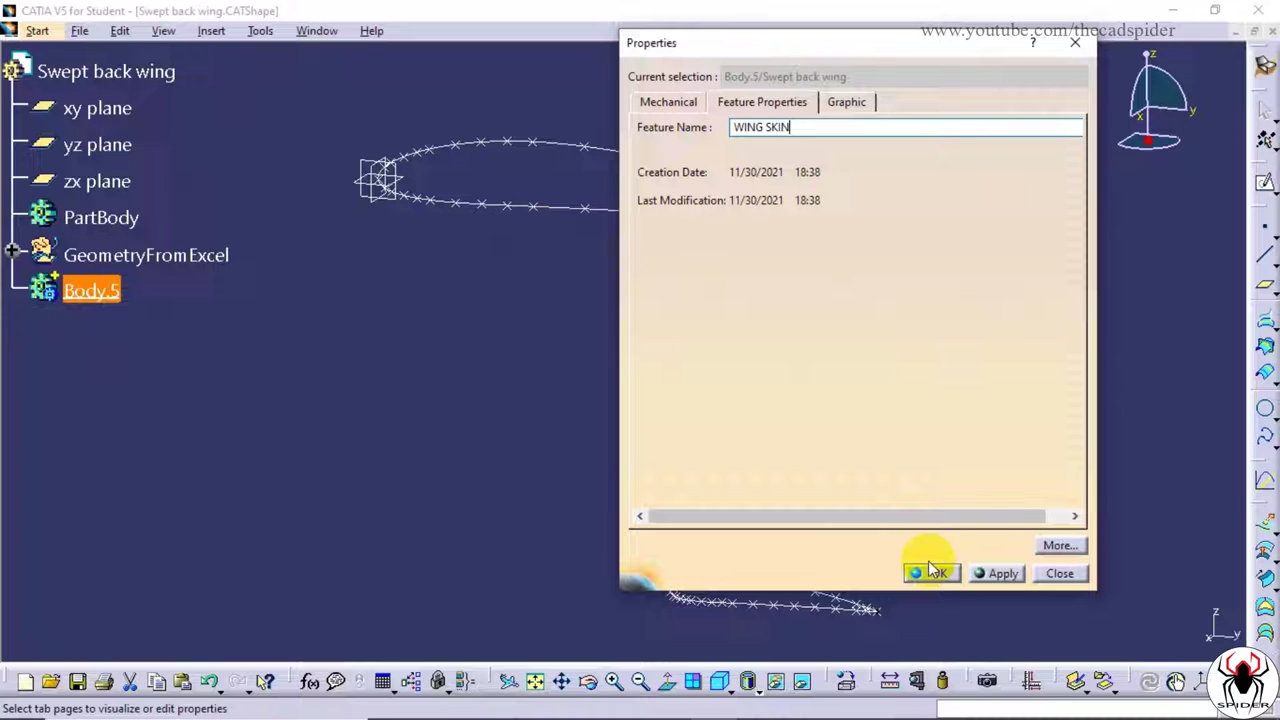 CATIA V5 for Student - [Swept back wing.CATShape]
Start File Edit View Insert Tools Window Help
www.youtube.com/thecadspider
Properties
? 
Current selection : Body.5/Swept back wing
Mechanical Feature Properties Graphic
Feature Name : WING SKIN
Creation Date: 11/30/2021 18:38
Last Modification: 11/30/2021 18:38
More...
OK Apply Close
Swept back wing
xy plane
yz plane
zx plane
PartBody
GeometryFromExcel
Body.5
z
y
x
z
y
x
f(x)
SPIDER
Select tab pages to visualize or edit properties